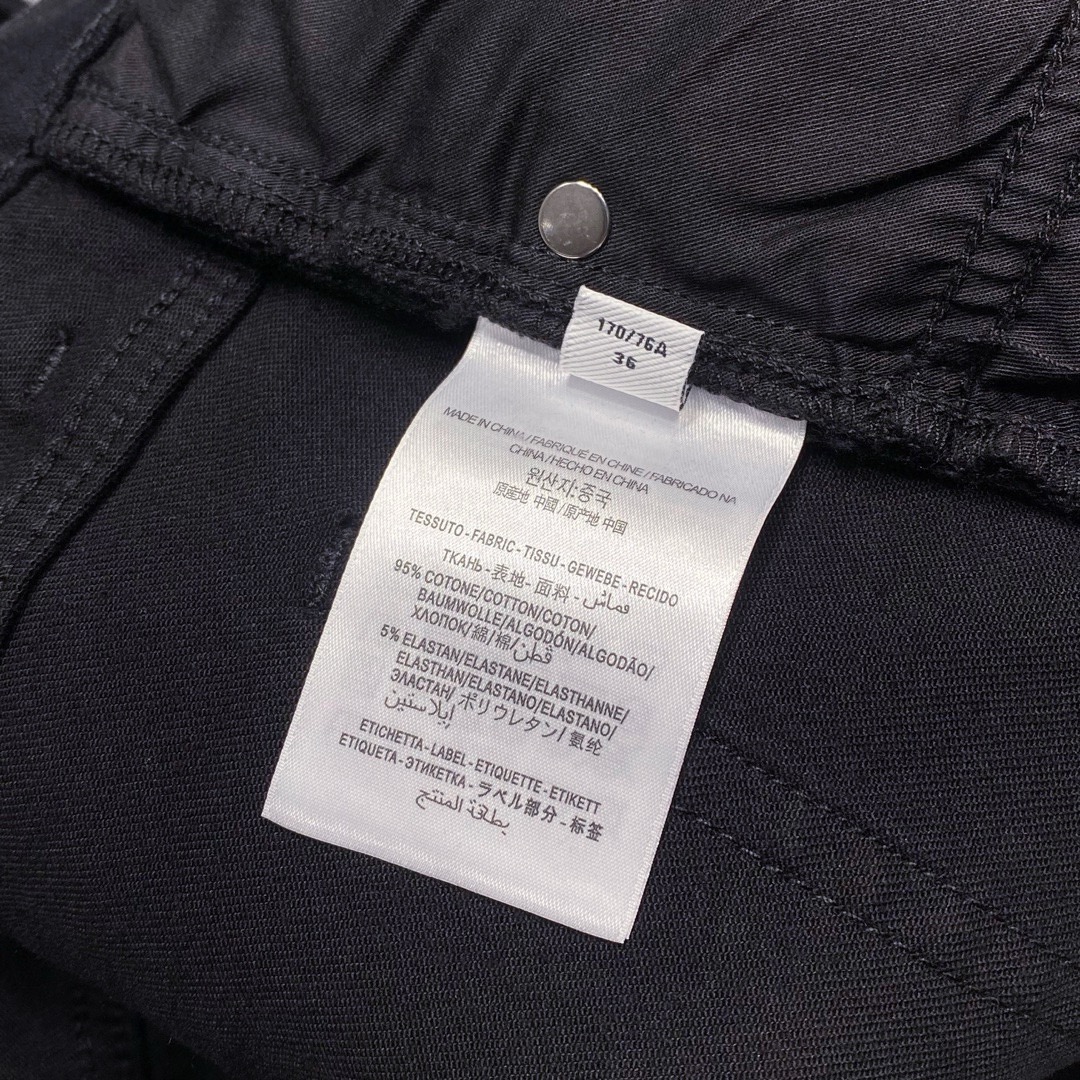 170/76A
36
MADE IN CHINA/FABRIQUE EN CHINE/FABRICADO NA
CHINA/HECHO EN CHINA
원산지:중국
原産地 中國/原产地 中国
TESSUTO-FABRIC-TISSU-GEWEBE-RECIDO
ТКАНЬ-表地-面料-قماش
95% COTONE/COTTON/COTON/
BAUMWOLLE/ALGODÓN/ALGODÃO/
ХЛОПОК/綿/棉/قطن
5% ELASTAN/ELASTANE/ELASTHANNE/
ELASTHAN/ELASTANO/ELASTANO/
ЭЛАСТАН/ポリウレタン/氨纶
إيلاستين
ETICHETTA-LABEL-ETIQUETTE-ETIKETT
ETIQUETA-ЭТИКЕТКА-ラベル部分-标签
بطاقة المنتج